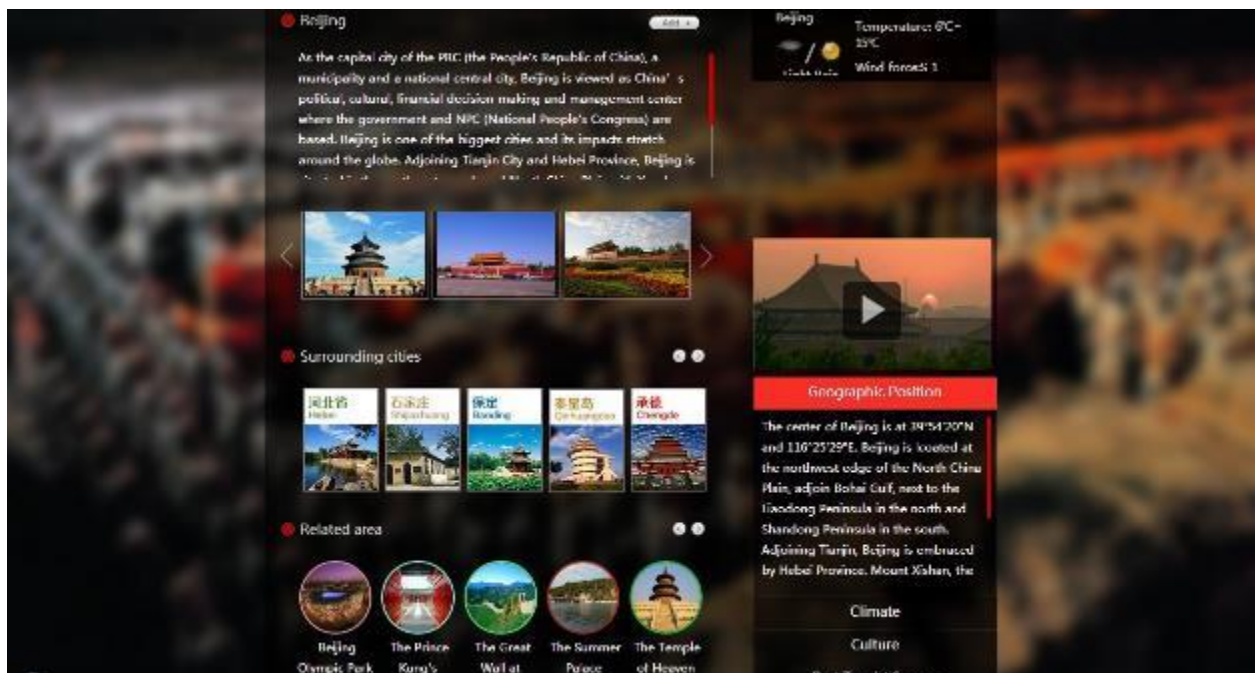 Beijing
Add +
As the capital city of the PRC (the People's Republic of China), a
municipality and a national central city, Beijing is viewed as China's
political, cultural, financial decision making and management center
where the government and NPC (National People's Congress) are
based. Beijing is one of the biggest cities and its impacts stretch
around the globe. Adjoining Tianjin City and Hebei Province, Beijing is
Surrounding cities
河北省
Hebei
石家庄
Shijiazhuang
保定
Baoding
秦皇岛
Qinhuangdao
承德
Chengde
Related area
Beijing
Olympic Park
The Prince
Kung's
The Great
Wall at
The Summer
Palace
The Temple
of Heaven
Beijing
Light Rain
Temperature: 6℃~
15℃
Wind force≤ 1
Geographic Position
The center of Beijing is at 39°54'20"N
and 116°25'29"E. Beijing is located at
the northwest edge of the North China
Plain, adjoin Bohai Gulf, next to the
Liaodong Peninsula in the north and
Shandong Peninsula in the south.
Adjoining Tianjin, Beijing is embraced
by Hebei Province. Mount Xishan, the
Climate
Culture